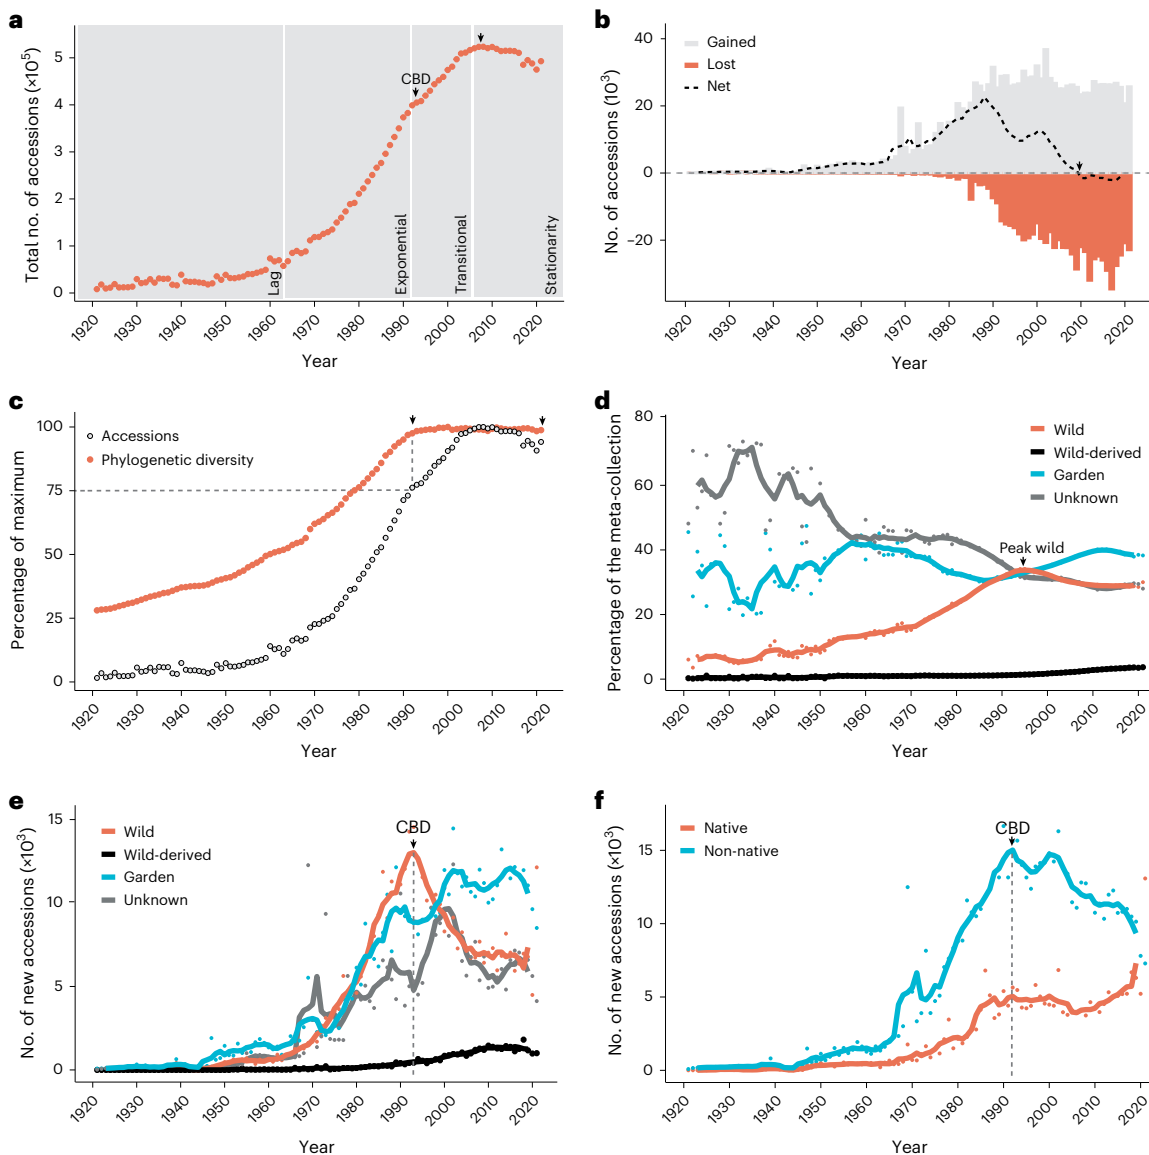 a
Total no. of accessions (×10⁵)
5
4
3
2
1
0
CBD
Lag
Exponential
Transitional
Stationarity
1920
1930
1940
1950
1960
1970
1980
1990
2000
2010
2020
Year
b
No. of accessions (10³)
40
20
0
–20
Gained
Lost
Net
1920
1930
1940
1950
1960
1970
1980
1990
2000
2010
2020
Year
c
Percentage of maximum
100
75
50
25
0
Accessions
Phylogenetic diversity
1920
1930
1940
1950
1960
1970
1980
1990
2000
2010
2020
Year
d
Percentage of the meta-collection
80
60
40
20
0
Wild
Wild-derived
Garden
Unknown
Peak wild
1920
1930
1940
1950
1960
1970
1980
1990
2000
2010
2020
Year
e
No. of new accessions (×10³)
15
10
5
0
Wild
Wild-derived
Garden
Unknown
CBD
1920
1930
1940
1950
1960
1970
1980
1990
2000
2010
2020
Year
f
No. of new accessions (×10³)
15
10
5
0
Native
Non-native
CBD
1920
1930
1940
1950
1960
1970
1980
1990
2000
2010
2020
Year